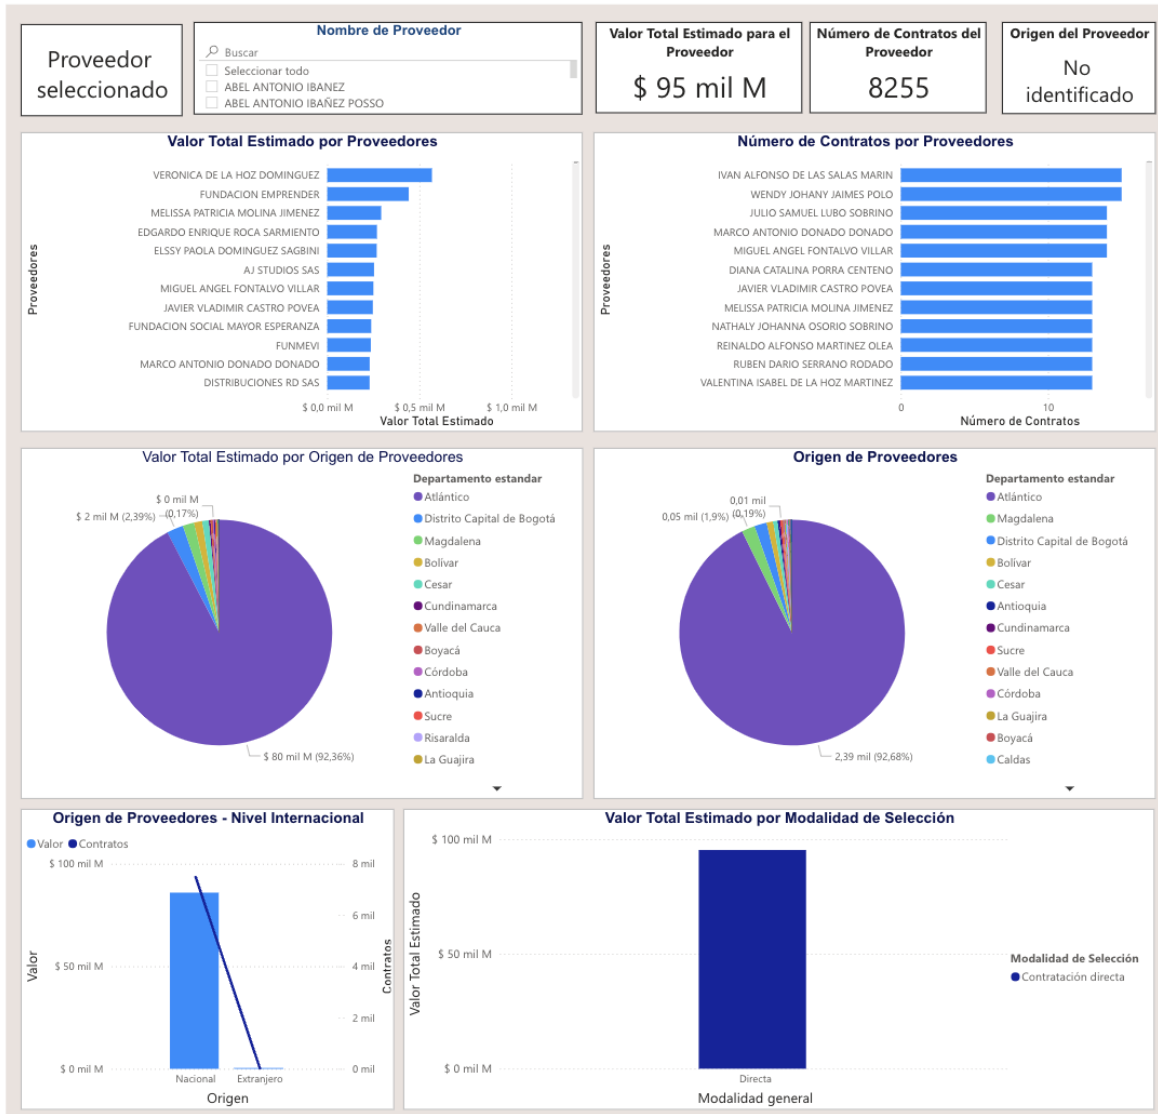 Proveedor
seleccionado
Nombre de Proveedor
Buscar
Seleccionar todo
ABEL ANTONIO IBANEZ
ABEL ANTONIO IBAÑEZ POSSO
Valor Total Estimado para el
Proveedor
$ 95 mil M
Número de Contratos del
Proveedor
8255
Origen del Proveedor
No
identificado
Valor Total Estimado por Proveedores
Proveedores
VERONICA DE LA HOZ DOMINGUEZ
FUNDACION EMPRENDER
MELISSA PATRICIA MOLINA JIMENEZ
EDGARDO ENRIQUE ROCA SARMIENTO
ELSSY PAOLA DOMINGUEZ SAGBINI
AJ STUDIOS SAS
MIGUEL ANGEL FONTALVO VILLAR
JAVIER VLADIMIR CASTRO POVEA
FUNDACION SOCIAL MAYOR ESPERANZA
FUNMEVI
MARCO ANTONIO DONADO DONADO
DISTRIBUCIONES RD SAS
$ 0,0 mil M $ 0,5 mil M $ 1,0 mil M
Valor Total Estimado
Número de Contratos por Proveedores
Proveedores
IVAN ALFONSO DE LAS SALAS MARIN
WENDY JOHANY JAIMES POLO
JULIO SAMUEL LUBO SOBRINO
MARCO ANTONIO DONADO DONADO
MIGUEL ANGEL FONTALVO VILLAR
DIANA CATALINA PORRA CENTENO
JAVIER VLADIMIR CASTRO POVEA
MELISSA PATRICIA MOLINA JIMENEZ
NATHALY JOHANNA OSORIO SOBRINO
REINALDO ALFONSO MARTINEZ OLEA
RUBEN DARIO SERRANO RODADO
VALENTINA ISABEL DE LA HOZ MARTINEZ
0 10
Número de Contratos
Valor Total Estimado por Origen de Proveedores
$ 0 mil M
(0,17%)
$ 2 mil M (2,39%)
$ 80 mil M (92,36%)
Departamento estandar
Atlántico
Distrito Capital de Bogotá
Magdalena
Bolívar
Cesar
Cundinamarca
Valle del Cauca
Boyacá
Córdoba
Antioquia
Sucre
Risaralda
La Guajira
Origen de Proveedores
0,01 mil
(0,19%)
0,05 mil (1,9%)
2,39 mil (92,68%)
Departamento estandar
Atlántico
Magdalena
Distrito Capital de Bogotá
Bolívar
Cesar
Antioquia
Cundinamarca
Sucre
Valle del Cauca
Córdoba
La Guajira
Boyacá
Caldas
Origen de Proveedores - Nivel Internacional
Valor Contratos
$ 100 mil M
$ 50 mil M
$ 0 mil M
Valor
8 mil
6 mil
4 mil
2 mil
0 mil
Contratos
Nacional Extranjero
Origen
Valor Total Estimado por Modalidad de Selección
Valor Total Estimado
$ 100 mil M
$ 50 mil M
$ 0 mil M
Directa
Modalidad general
Modalidad de Selección
Contratación directa